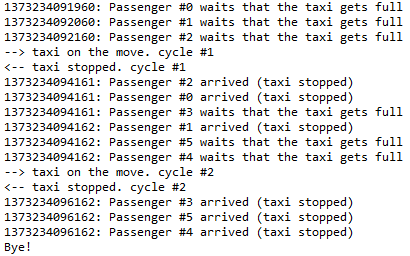 1373234091960: Passenger #0 waits that the taxi gets full
1373234092060: Passenger #1 waits that the taxi gets full
1373234092160: Passenger #2 waits that the taxi gets full
--> taxi on the move. cycle #1
<-- taxi stopped. cycle #1
1373234094161: Passenger #2 arrived (taxi stopped)
1373234094161: Passenger #0 arrived (taxi stopped)
1373234094161: Passenger #3 waits that the taxi gets full
1373234094162: Passenger #1 arrived (taxi stopped)
1373234094162: Passenger #5 waits that the taxi gets full
1373234094162: Passenger #4 waits that the taxi gets full
--> taxi on the move. cycle #2
<-- taxi stopped. cycle #2
1373234096162: Passenger #3 arrived (taxi stopped)
1373234096162: Passenger #5 arrived (taxi stopped)
1373234096162: Passenger #4 arrived (taxi stopped)
Bye!